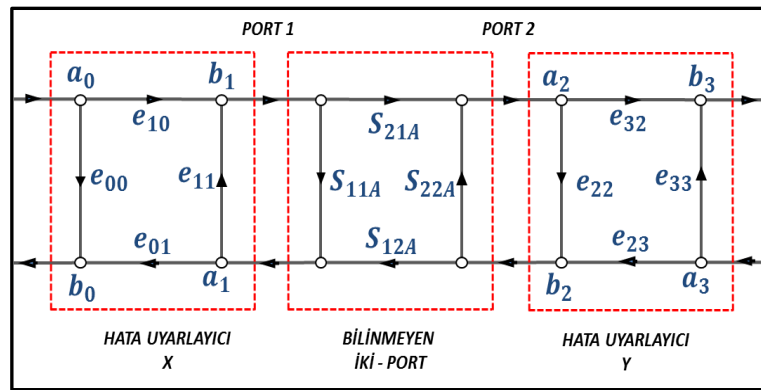 PORT 1
PORT 2
a0
b1
a2
b3
e10
S21A
e32
e00
e11
S11A
S22A
e22
e33
e01
S12A
e23
b0
a1
b2
a3
HATA UYARLAYICI
X
BİLİNMEYEN
İKİ - PORT
HATA UYARLAYICI
Y